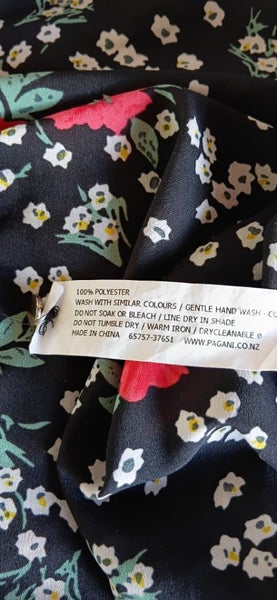 100% POLYESTER
WASH WITH SIMILAR COLOURS / GENTLE HAND WASH - CO
DO NOT SOAK OR BLEACH / LINE DRY IN SHADE
DO NOT TUMBLE DRY / WARM IRON / DRYCLEANABLE
MADE IN CHINA 65757-37651 WWW.PAGANI.CO.NZ